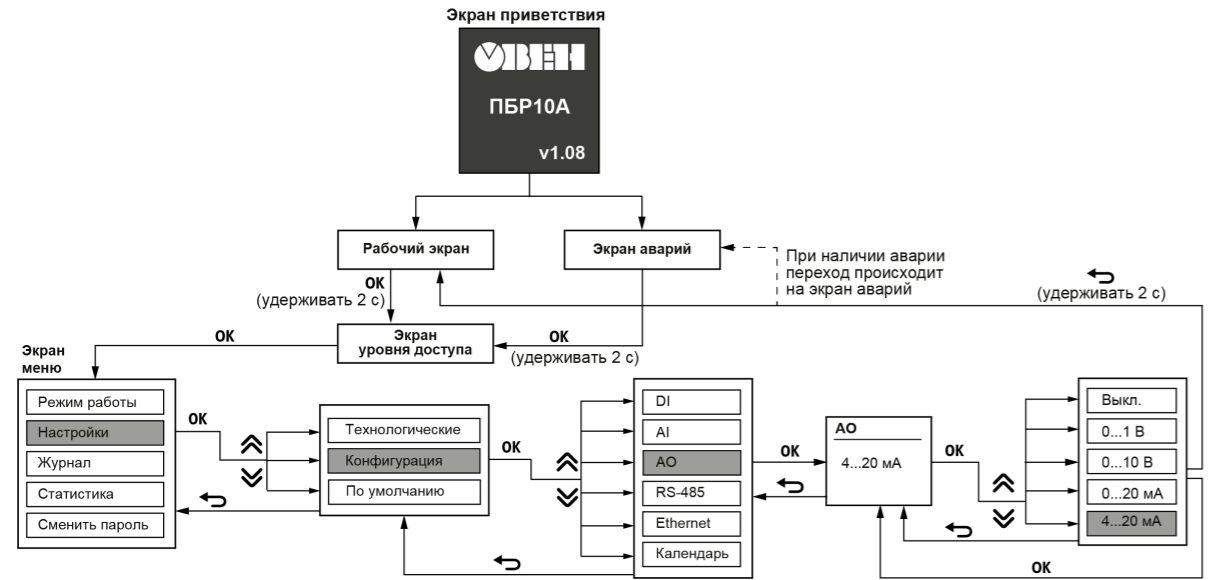 Экран приветствия
ОВЕН
ПБР10А
v1.08
Рабочий экран
Экран аварий
При наличии аварии
переход происходит
на экран аварий
OK
(удерживать 2 с)
(удерживать 2 с)
Экран
уровня доступа
OK
OK
(удерживать 2 с)
Экран
меню
Режим работы
Настройки
Журнал
Статистика
Сменить пароль
OK
Технологические
Конфигурация
По умолчанию
OK
DI
AI
AO
RS-485
Ethernet
Календарь
OK
AO
4...20 мА
OK
Выкл.
0...1 В
0...10 В
0...20 мА
4...20 мА
OK